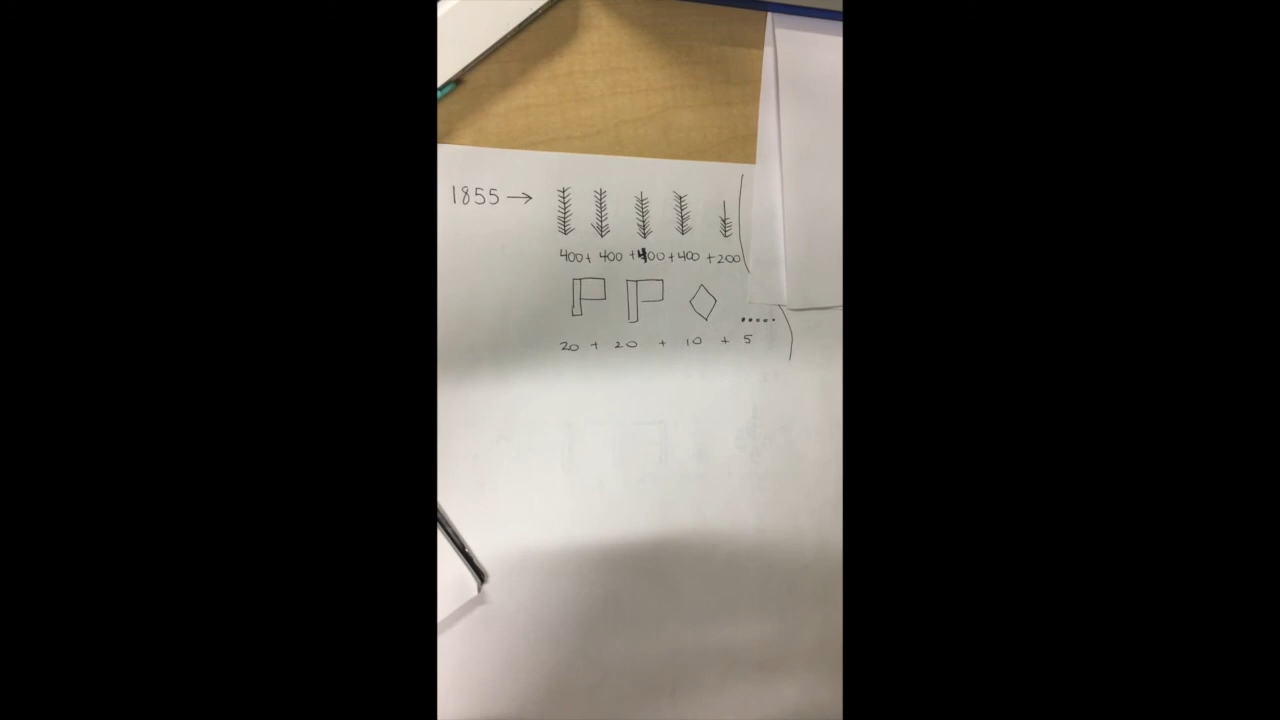 1855 →
400 + 400 + 400 + 400 + 200
20 + 20 + 10 + 5